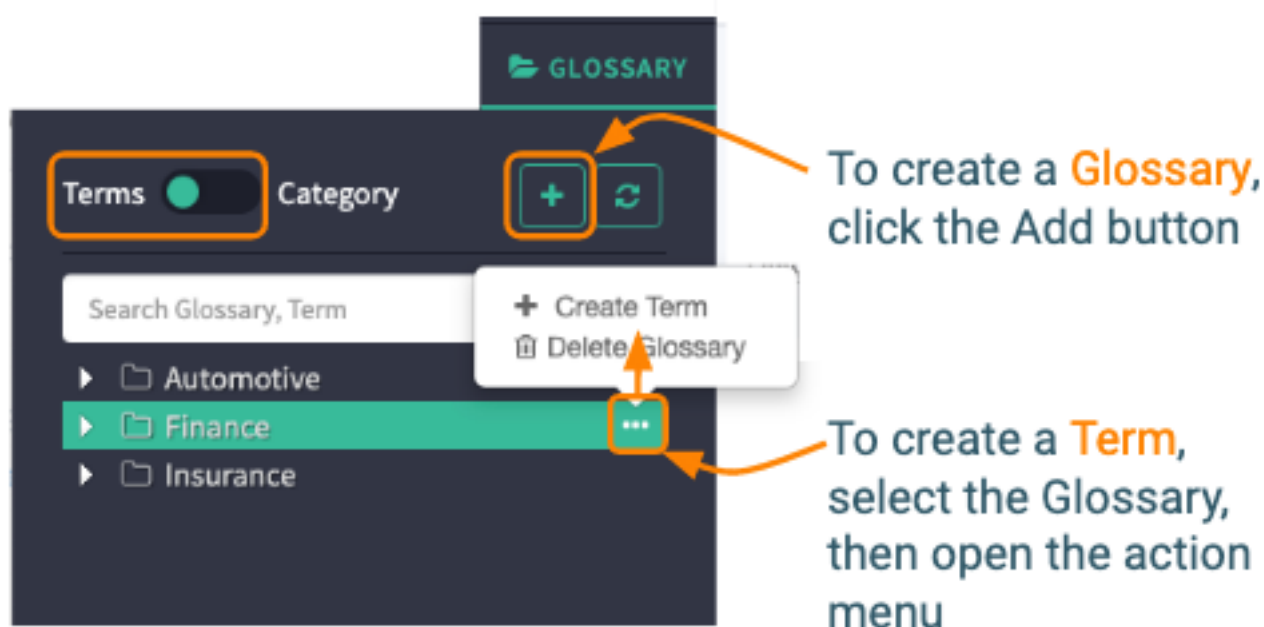 GLOSSARY
Terms
Category
To create a Glossary,
click the Add button
Search Glossary, Term
Create Term
Delete Glossary
Automotive
Finance
Insurance
To create a Term,
select the Glossary,
then open the action
menu